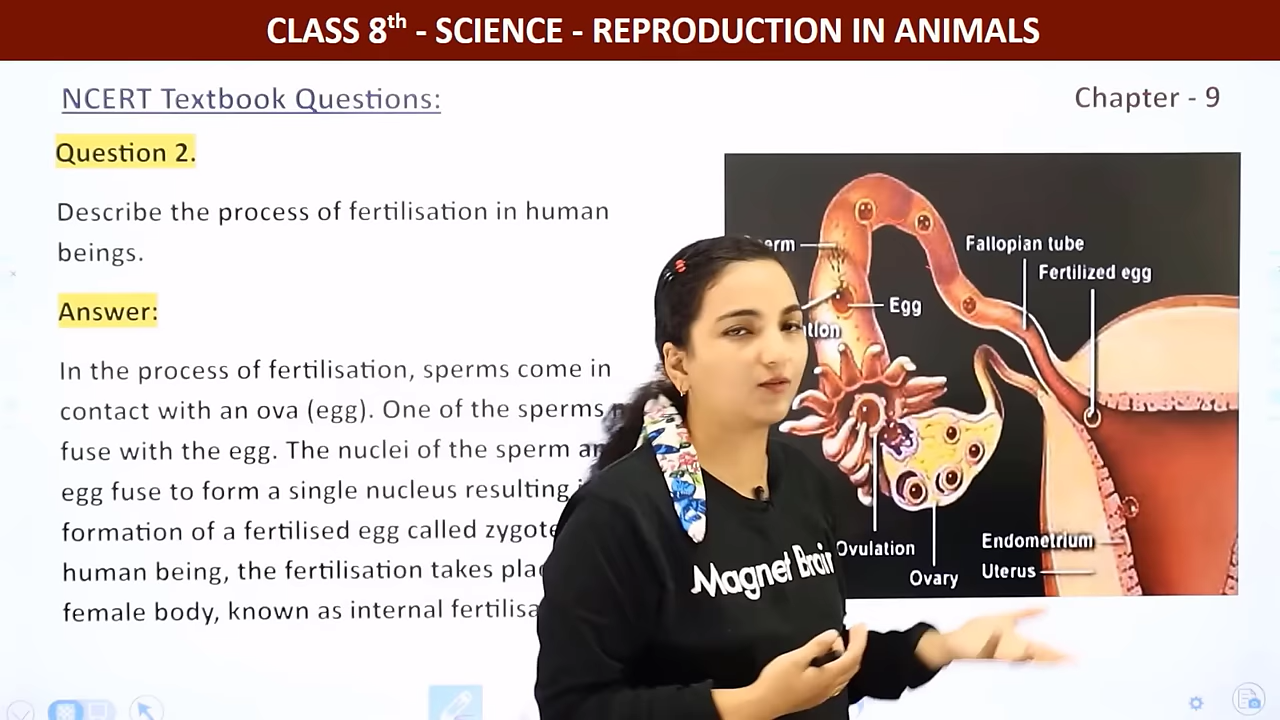 CLASS 8th - SCIENCE - REPRODUCTION IN ANIMALS
NCERT Textbook Questions:
Chapter - 9
Question 2.
Describe the process of fertilisation in human
beings.
Answer:
In the process of fertilisation, sperms come in
contact with an ova (egg). One of the sperms
fuse with the egg. The nuclei of the sperm
egg fuse to form a single nucleus resulting
formation of a fertilised egg called zygote
human being, the fertilisation takes
female body, known as internal
Fallopian tube
Fertilized egg
Egg
Ovulation
Ovary
Endometrium
Uterus
Magnet Brain